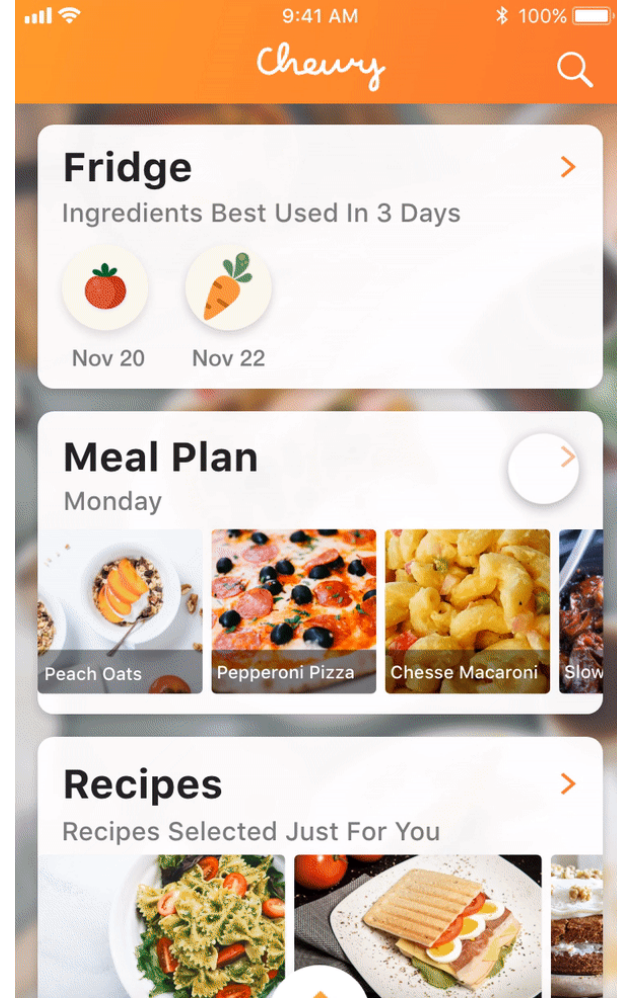 9:41 AM 100%
Chewy
Fridge
Ingredients Best Used In 3 Days
Nov 20 Nov 22
Meal Plan
Monday
Peach Oats Pepperoni Pizza Chesse Macaroni Slow
Recipes
Recipes Selected Just For You